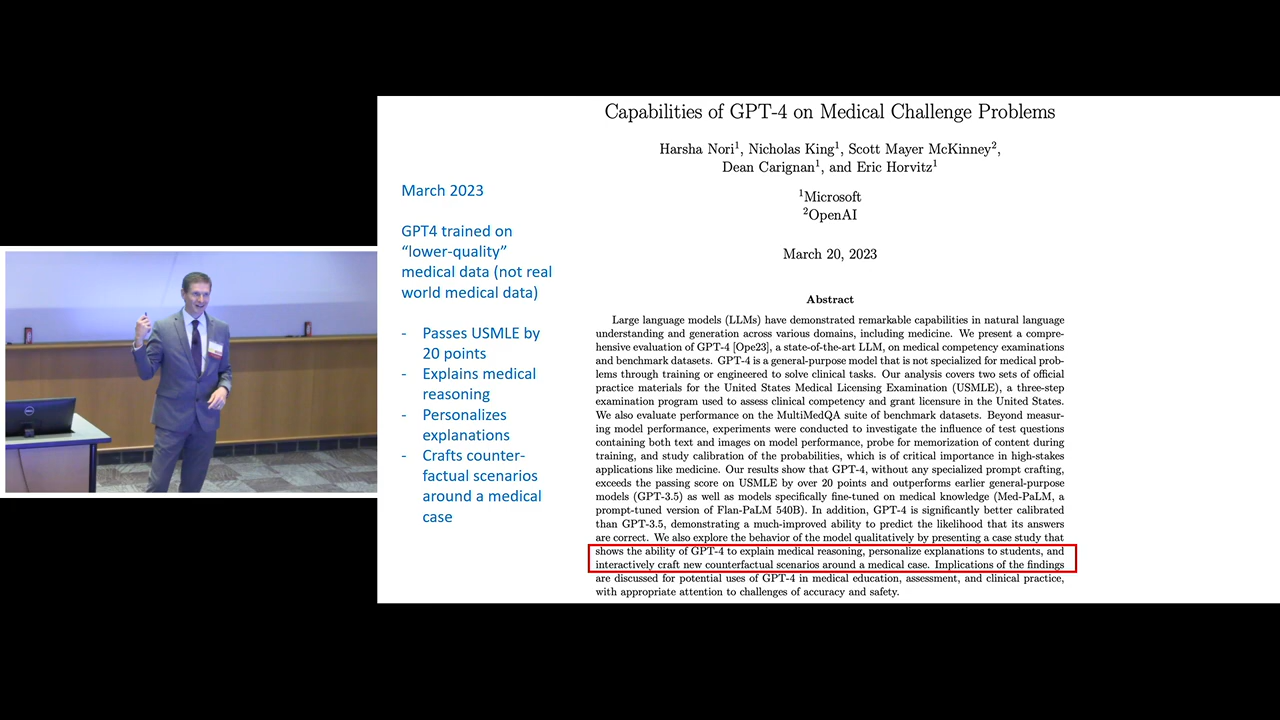 Capabilities of GPT-4 on Medical Challenge Problems
Harsha Nori¹, Nicholas King¹, Scott Mayer McKinney²,
Dean Carignan¹, and Eric Horvitz¹
¹Microsoft
²OpenAI
March 20, 2023
March 2023
GPT4 trained on
“lower-quality”
medical data (not real
world medical data)
- Passes USMLE by
20 points
- Explains medical
reasoning
- Personalizes
explanations
- Crafts counter-
factual scenarios
around a medical
case
Abstract
Large language models (LLMs) have demonstrated remarkable capabilities in natural language
understanding and generation across various domains, including medicine. We present a compre-
hensive evaluation of GPT-4 [Ope23], a state-of-the-art LLM, on medical competency examinations
and benchmark datasets. GPT-4 is a general-purpose model that is not specialized for medical prob-
lems through training or engineered to solve clinical tasks. Our analysis covers two sets of official
practice materials for the United States Medical Licensing Examination (USMLE), a three-step
examination program used to assess clinical competency and grant licensure in the United States.
We also evaluate performance on the MultiMedQA suite of benchmark datasets. Beyond measur-
ing model performance, experiments were conducted to investigate the influence of test questions
containing both text and images on model performance, probe for memorization of content during
training, and study calibration of the probabilities, which is of critical importance in high-stakes
applications like medicine. Our results show that GPT-4, without any specialized prompt crafting,
exceeds the passing score on USMLE by over 20 points and outperforms earlier general-purpose
models (GPT-3.5) as well as models specifically fine-tuned on medical knowledge (Med-PaLM, a
prompt-tuned version of Flan-PaLM 540B). In addition, GPT-4 is significantly better calibrated
than GPT-3.5, demonstrating a much-improved ability to predict the likelihood that its answers
are correct. We also explore the behavior of the model qualitatively by presenting a case study that
shows the ability of GPT-4 to explain medical reasoning, personalize explanations to students, and
interactively craft new counterfactual scenarios around a medical case. Implications of the findings
are discussed for potential uses of GPT-4 in medical education, assessment, and clinical practice,
with appropriate attention to challenges of accuracy and safety.